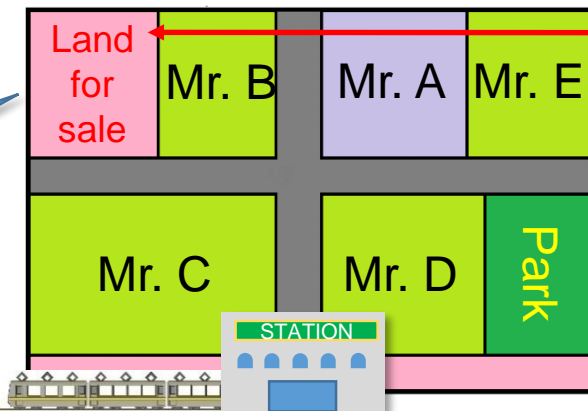 Land
for
sale
Mr. B
Mr. A
Mr. E
Mr. C
Mr. D
Park
STATION